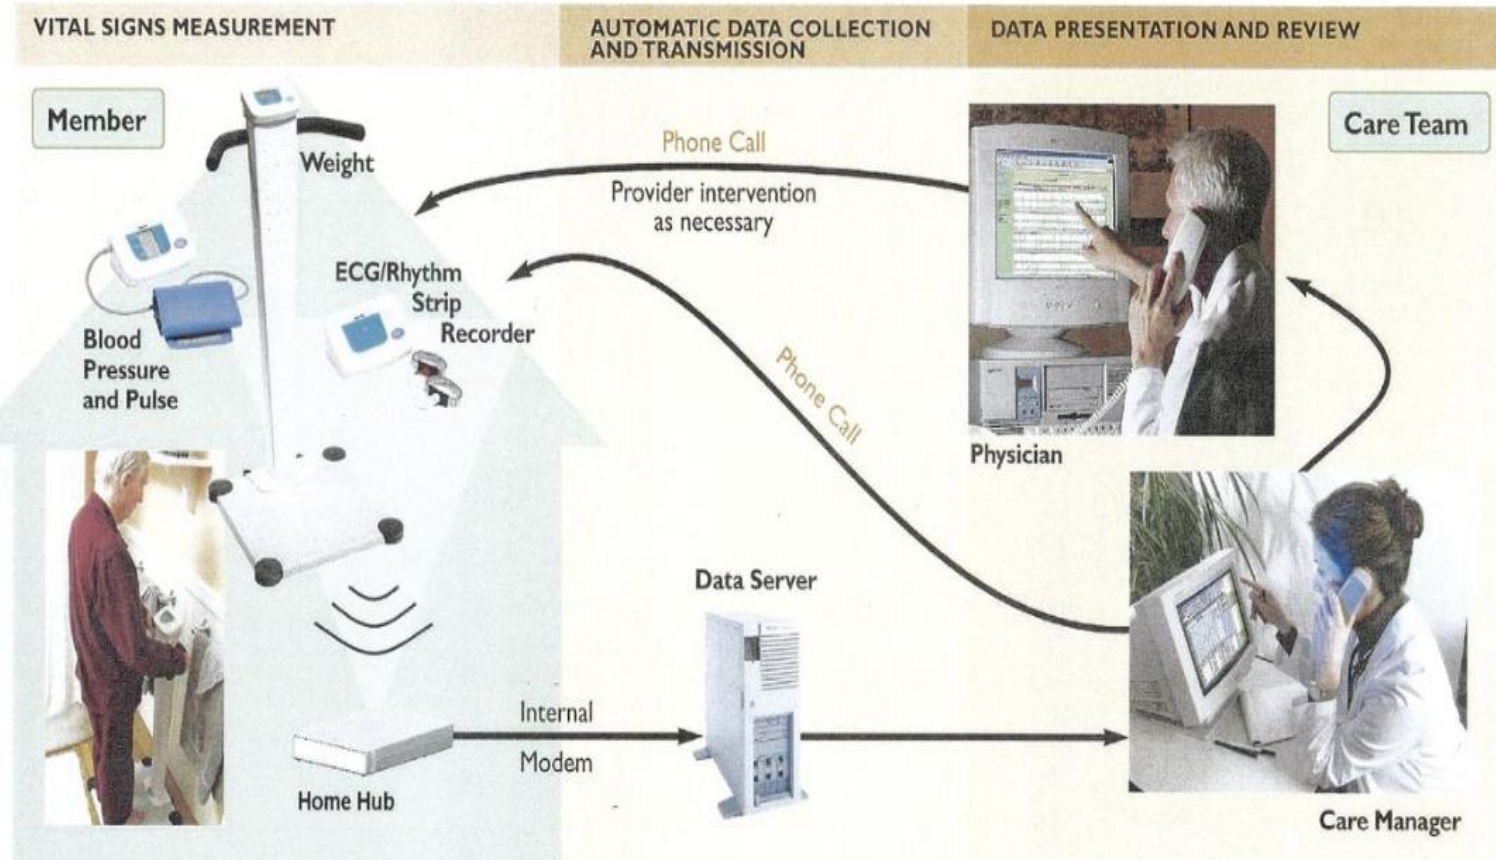 VITAL SIGNS MEASUREMENT
AUTOMATIC DATA COLLECTION
AND TRANSMISSION
DATA PRESENTATION AND REVIEW
Member
Care Team
Weight
Phone Call
Provider intervention
as necessary
ECG/Rhythm
Strip
Recorder
Blood
Pressure
and Pulse
Phone Call
Physician
Data Server
Internal
Modem
Home Hub
Care Manager